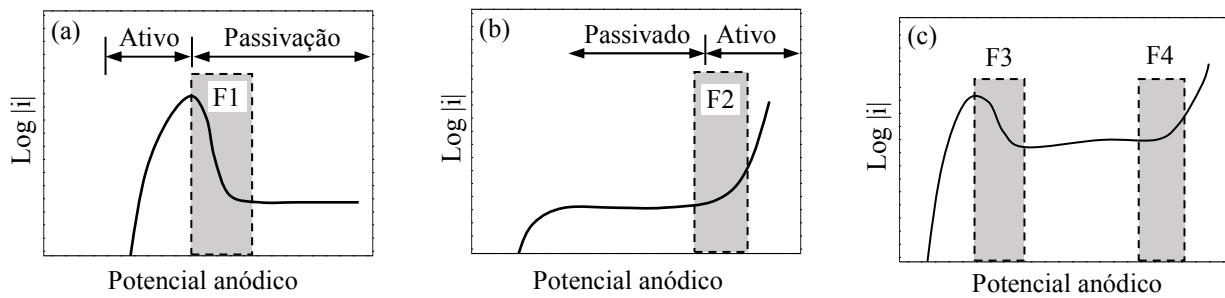 (a) Ativo Passivação
F1
Log |i|
Potencial anódico
(b) Passivado Ativo
F2
Log |i|
Potencial anódico
(c)
F3 F4
Log |i|
Potencial anódico